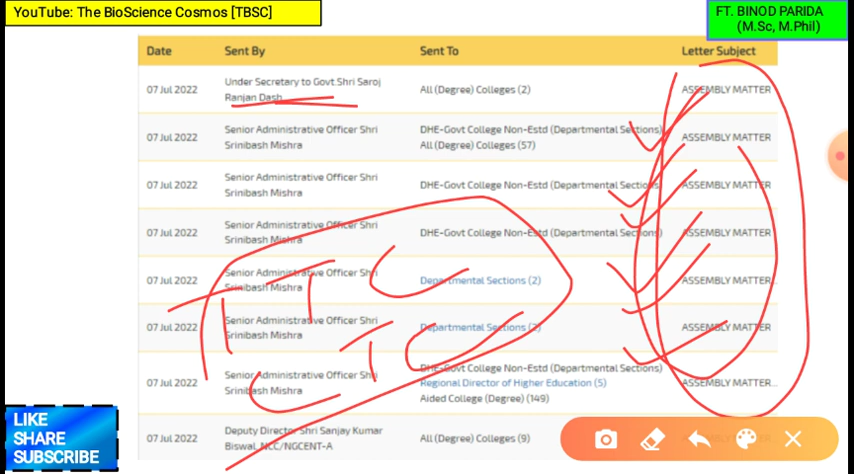 YouTube: The BioScience Cosmos [TBSC]
FT. BINOD PARIDA
(M.Sc, M.Phil)
Date Sent By Sent To Letter Subject
07 Jul 2022 Under Secretary to Govt.Shri Saroj All (Degree) Colleges (2) ASSEMBLY MATTER
Ranjan Dash
07 Jul 2022 Senior Administrative Officer Shri DHE-Govt College Non-Estd (Departmental Sections) ASSEMBLY MATTER
Srinibash Mishra All (Degree) Colleges (57)
07 Jul 2022 Senior Administrative Officer Shri DHE-Govt College Non-Estd (Departmental Sections) ASSEMBLY MATTER
Srinibash Mishra
07 Jul 2022 Senior Administrative Officer Shri DHE-Govt College Non-Estd (Departmental Sections) ASSEMBLY MATTER
Srinibash Mishra
07 Jul 2022 Senior Administrative Officer Shri Departmental Sections (2) ASSEMBLY MATTER...
Srinibash Mishra
07 Jul 2022 Senior Administrative Officer Shri Departmental Sections (2) ASSEMBLY MATTER
Srinibash Mishra
07 Jul 2022 Senior Administrative Officer Shri DHE-Govt College Non-Estd (Departmental Sections) ASSEMBLY MATTER...
Srinibash Mishra Regional Director of Higher Education (5)
Aided College (Degree) (149)
07 Jul 2022 Deputy Director Shri Sanjay Kumar All (Degree) Colleges (9)
Biswal, NCC/NGCENT-A
LIKE
SHARE
SUBSCRIBE